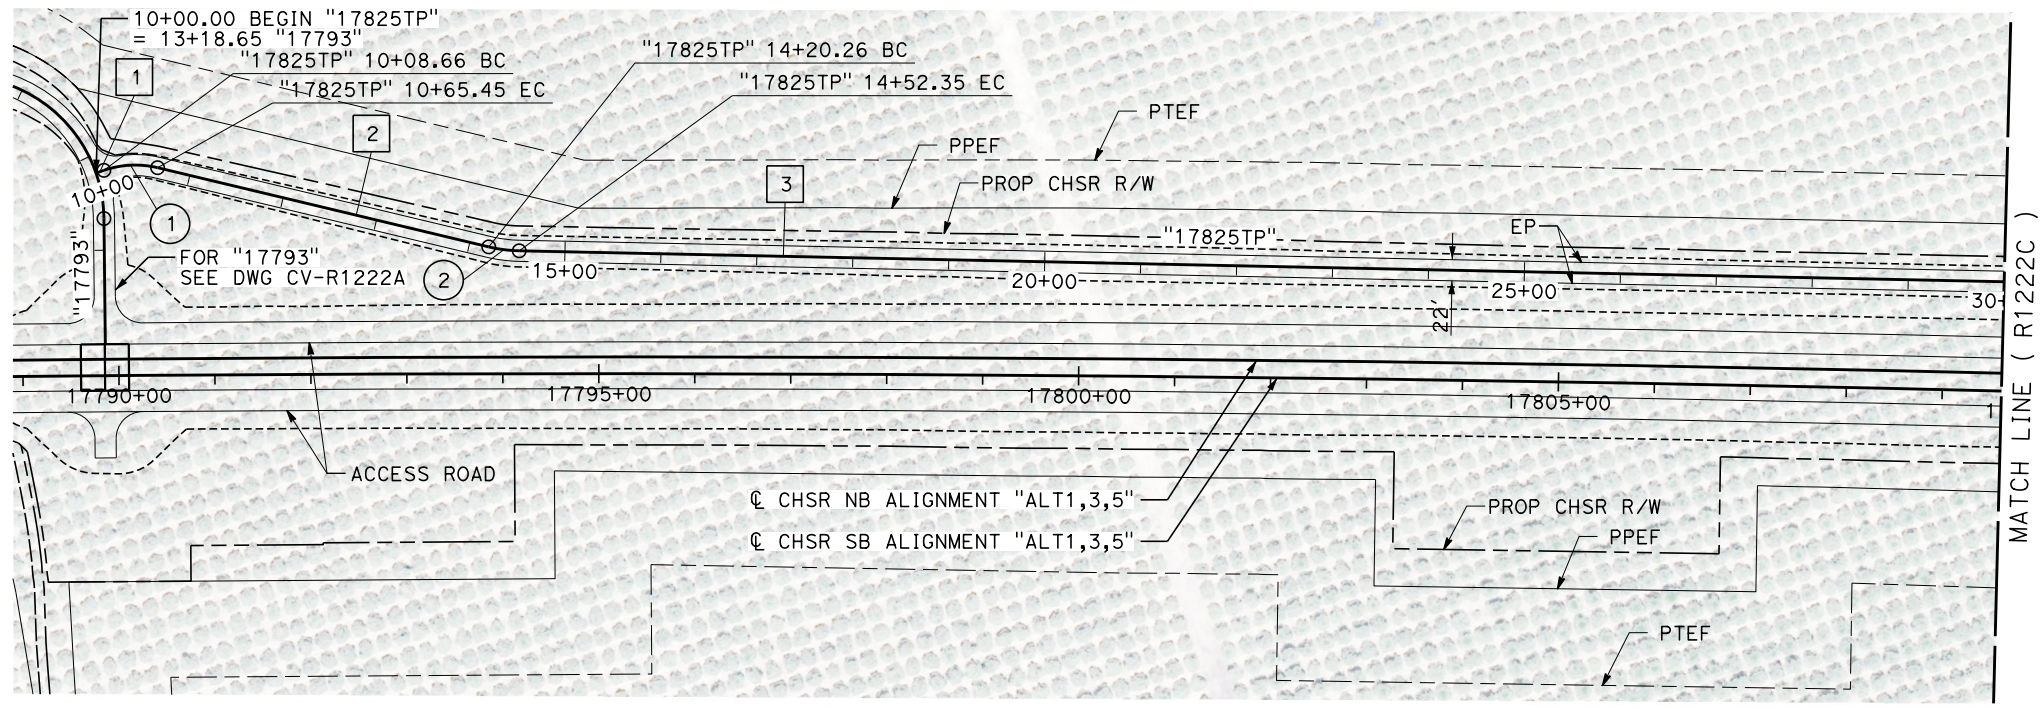 10+00.00 BEGIN "17825TP"
= 13+18.65 "17793"
"17825TP" 10+08.66 BC
"17825TP" 10+65.45 EC
"17825TP" 14+20.26 BC
"17825TP" 14+52.35 EC
1
2
3
PTEF
PPEF
PROP CHSR R/W
10+00
1
"17793"
FOR "17793"
SEE DWG CV-R1222A
2
15+00
20+00
"17825TP"
EP
25+00
22'
30+
MATCH LINE ( R1222C )
17790+00
17795+00
17800+00
17805+00
1
ACCESS ROAD
℄ CHSR NB ALIGNMENT "ALT1,3,5"
℄ CHSR SB ALIGNMENT "ALT1,3,5"
PROP CHSR R/W
PPEF
PTEF